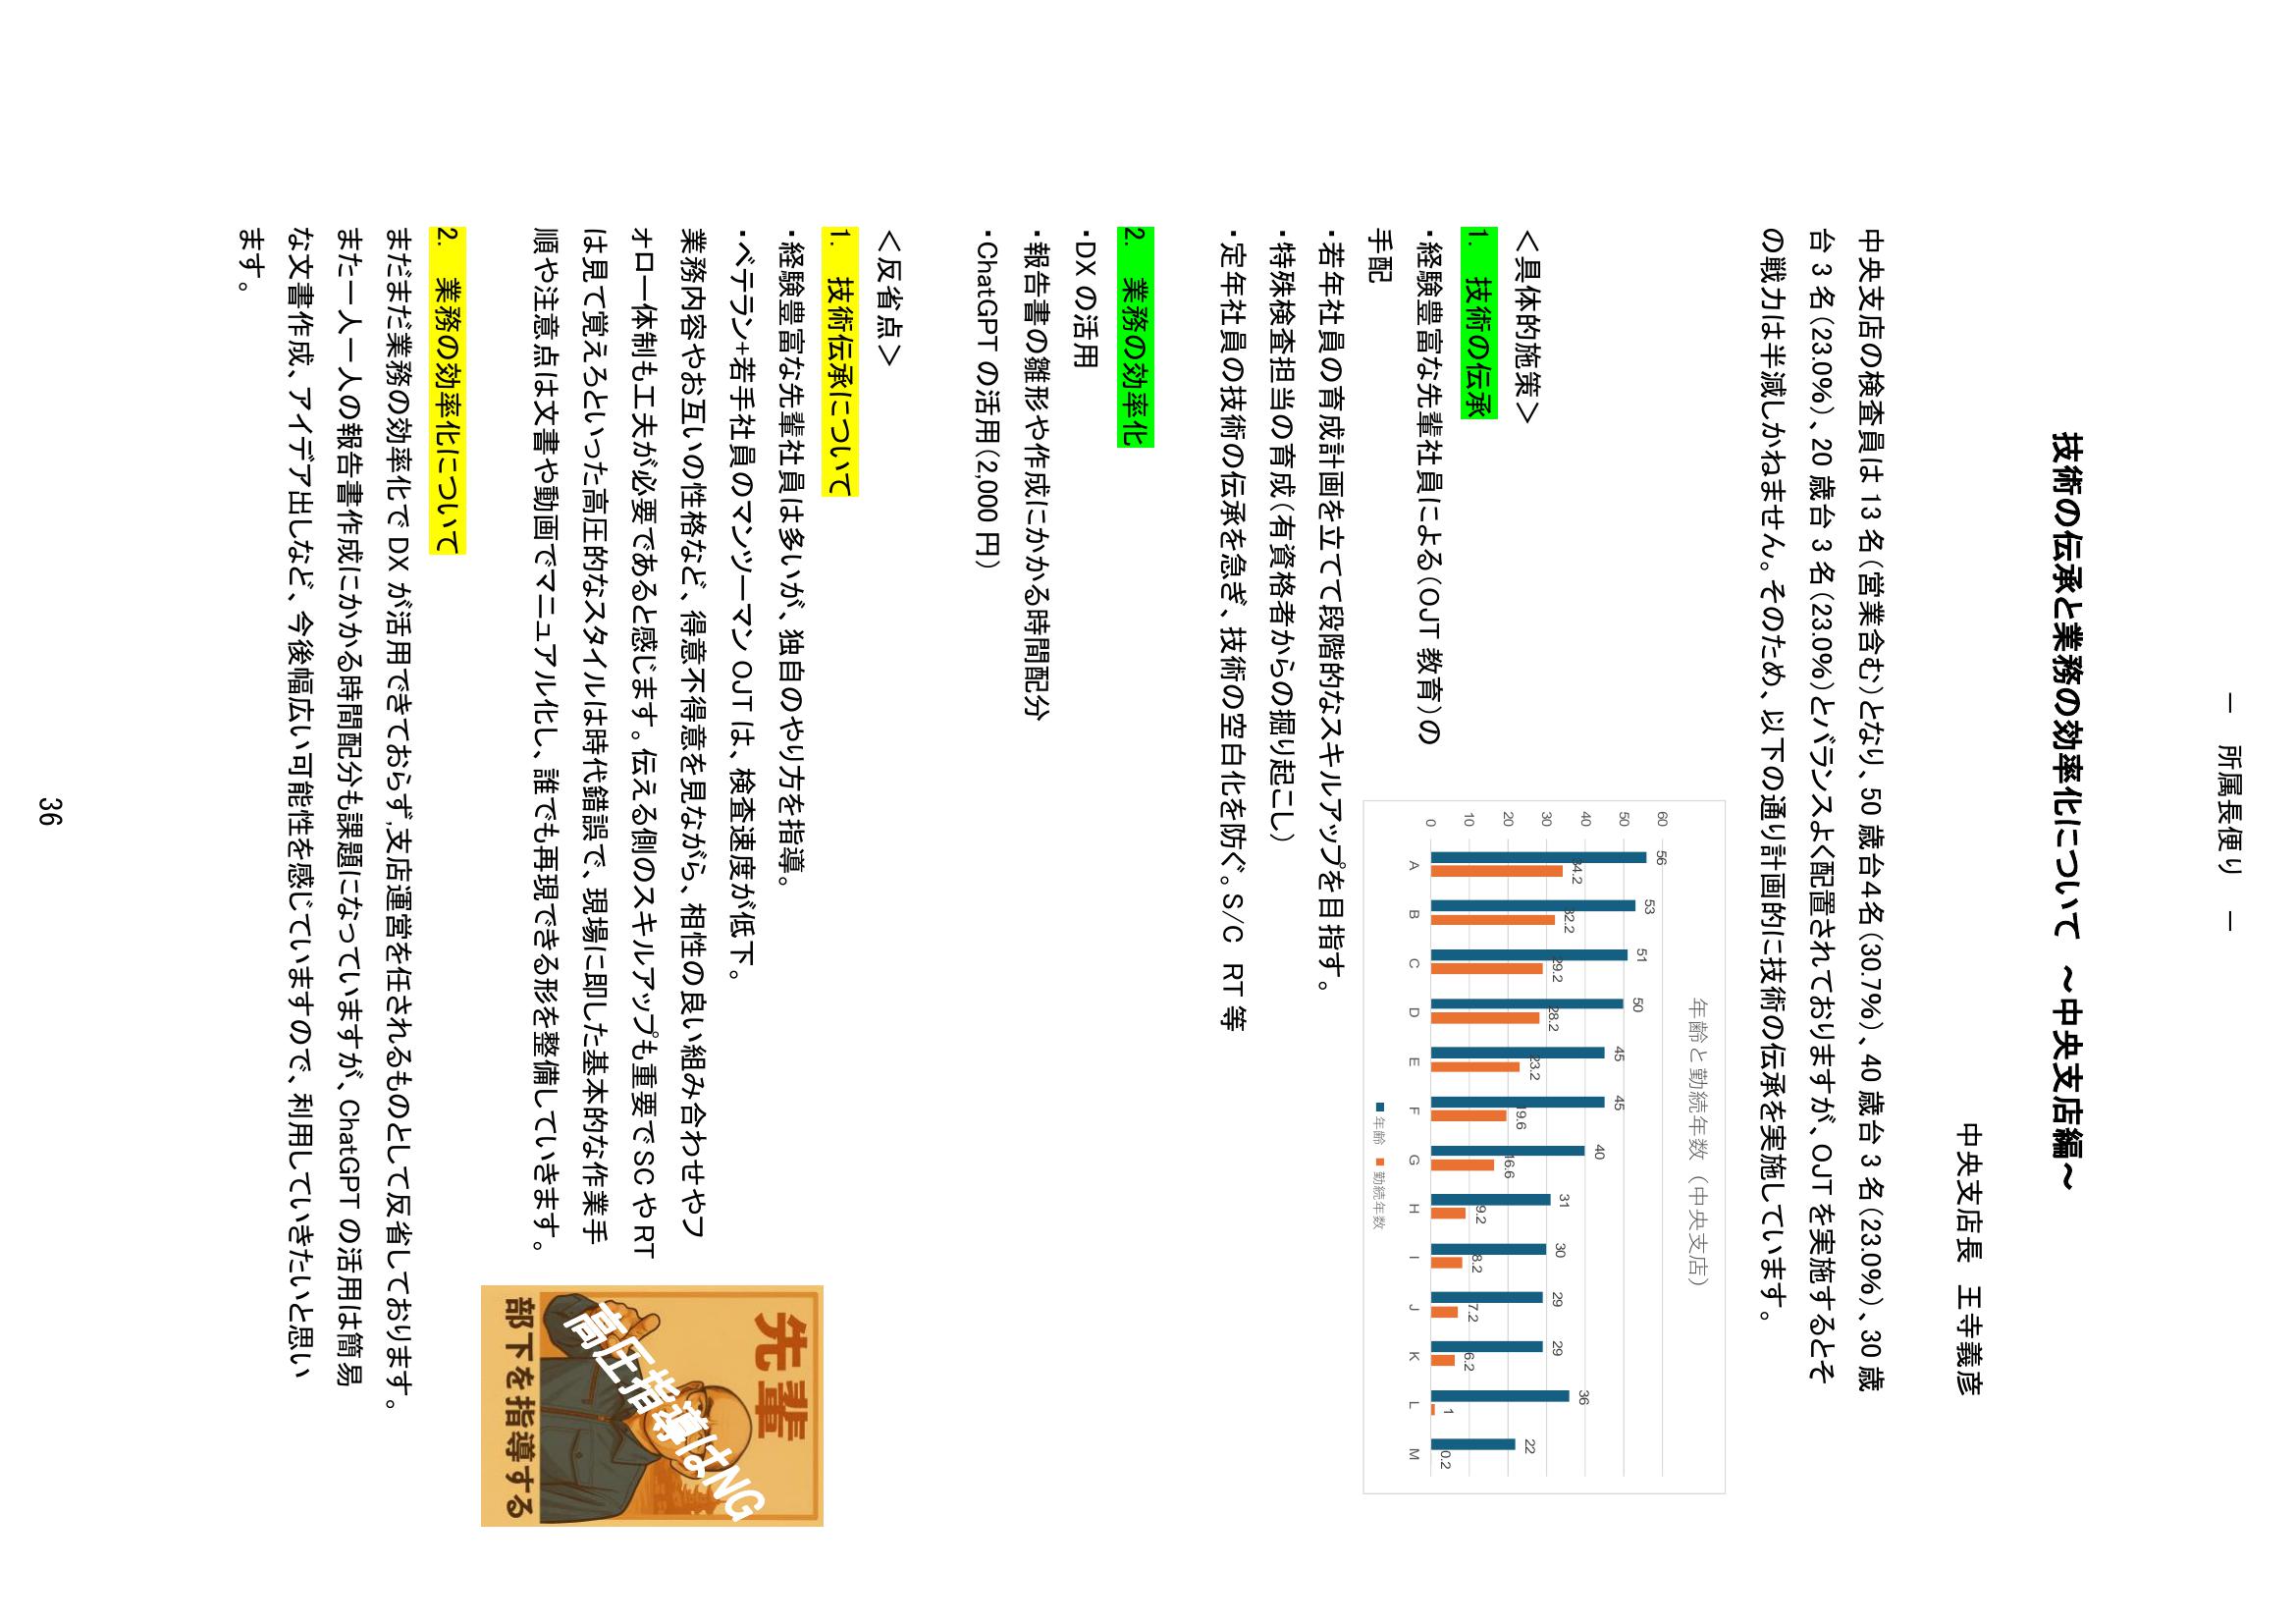 －　所属長便り　－
技術の伝承と業務の効率化について　～中央支店編～
中央支店長　王寺義彦
中央支店の検査員は 13 名（営業含む）となり、50 歳台4名（30.7％）、40 歳台 3 名（23.0％）、30 歳
台 3 名（23.0％）、20 歳台 3 名（23.0％）とバランスよく配置されておりますが、OJT を実施するとそ
の戦力は半減しかねません。そのため、以下の通り計画的に技術の伝承を実施しています。
＜具体的施策＞
1.　技術の伝承
・経験豊富な先輩社員による（OJT 教育）の
手配
・若年社員の育成計画を立てて段階的なスキルアップを目指す。
・特殊検査担当の育成（有資格者からの掘り起こし）
・定年社員の技術の伝承を急ぎ、技術の空白化を防ぐ。S/C　RT 等
年齢と勤続年数（中央支店）
60
50
40
30
20
10
0
56 53 51 50 45 45 40 31 30 29 29 36 22
34.2 32.2 29.2 28.2 23.2 19.6 16.6 9.2 8.2 7.2 6.2 1 0.2
A B C D E F G H I J K L M
■年齢 ■勤続年数
2.　業務の効率化
・DX の活用
・報告書の雛形や作成にかかる時間配分
・ChatGPT の活用（2,000 円）
＜反省点＞
1.　技術伝承について
・経験豊富な先輩社員は多いが、独自のやり方を指導。
・ベテラン+若手社員のマンツーマン OJT は、検査速度が低下。
業務内容やお互いの性格など、得意不得意を見ながら、相性の良い組み合わせやフ
ォロー体制も工夫が必要であると感じます。伝える側のスキルアップも重要で SC や RT
は見て覚えろといった高圧的なスタイルは時代錯誤で、現場に即した基本的な作業手
順や注意点は文書や動画でマニュアル化し、誰でも再現できる形を整備していきます。
先輩
高圧指導はNG
部下を指導する
2.　業務の効率化について
まだまだ業務の効率化で DX が活用できておらず,支店運営を任されるものとして反省しております。
また一人一人の報告書作成にかかる時間配分も課題になっていますが、ChatGPT の活用は簡易
な文書作成、アイデア出しなど、今後幅広い可能性を感じていますので、利用していきたいと思い
ます。
36